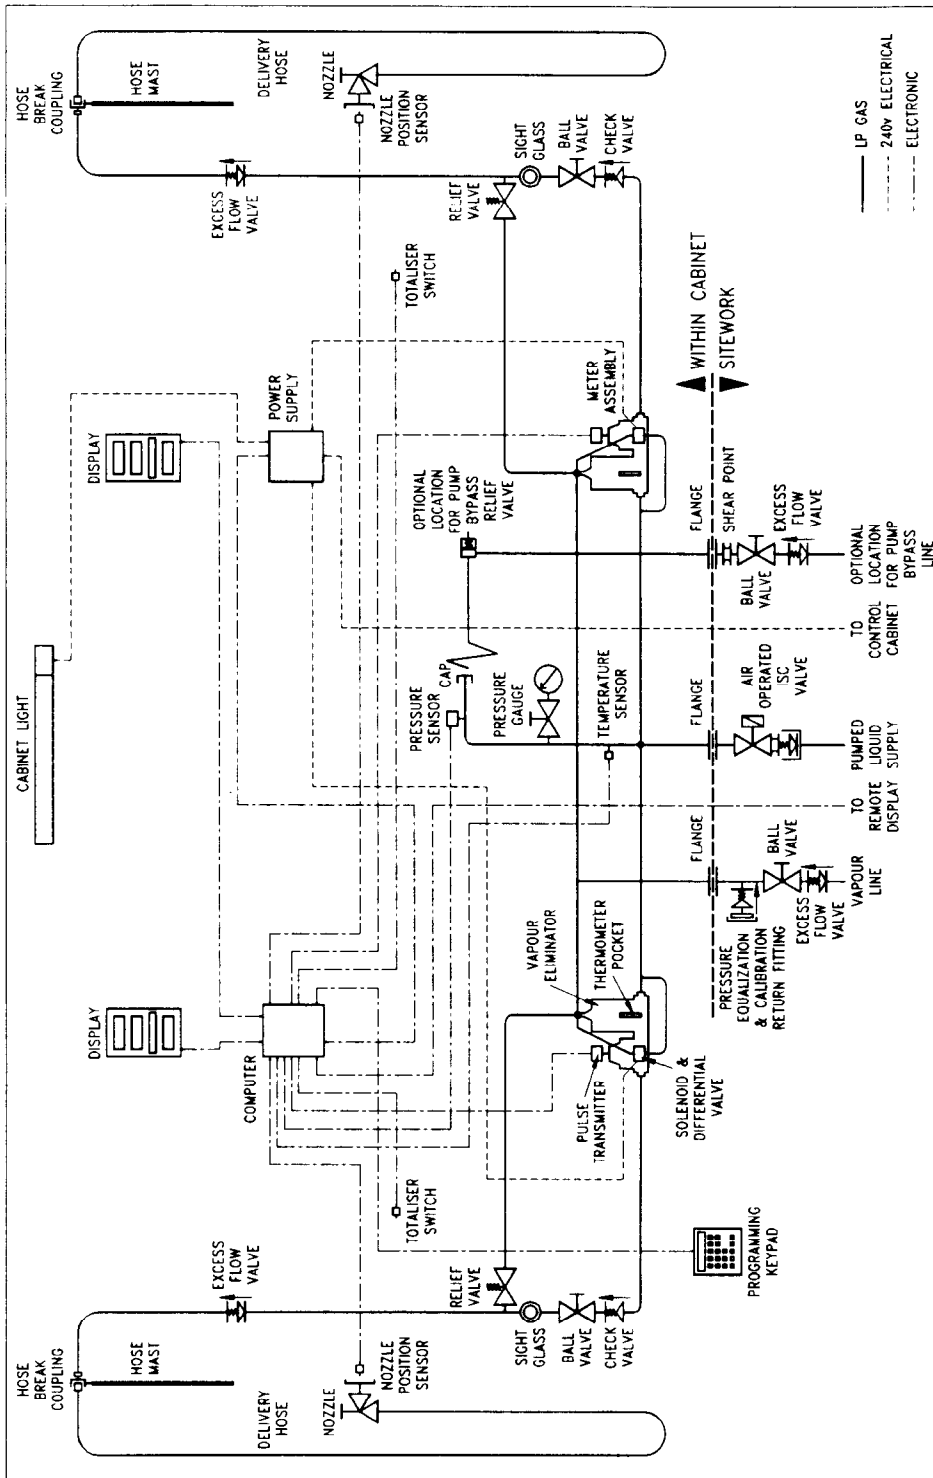 HOSE
BREAK
COUPLING
HOSE
MAST
DELIVERY
HOSE
NOZZLE
NOZZLE
POSITION
SENSOR
EXCESS
FLOW
VALVE
RELIEF
VALVE
SIGHT
GLASS
BALL
VALVE
CHECK
VALVE
LP GAS
240v ELECTRICAL
ELECTRONIC
TOTALISER
SWITCH
DISPLAY
POWER
SUPPLY
METER
ASSEMBLY
WITHIN CABINET
SITEWORK
OPTIONAL
LOCATION
FOR PUMP
BYPASS
RELIEF
VALVE
FLANGE
SHEAR POINT
BALL
VALVE
EXCESS
FLOW
VALVE
OPTIONAL
LOCATION
FOR PUMP
BYPASS
LINE
TO
CONTROL
CABINET
CABINET LIGHT
CAP
PRESSURE
SENSOR
PRESSURE
GAUGE
TEMPERATURE
SENSOR
FLANGE
AIR
OPERATED
ISC
VALVE
PUMPED
LIQUID
SUPPLY
TO
REMOTE
DISPLAY
FLANGE
BALL
VALVE
VAPOUR
LINE
EXCESS
FLOW
VALVE
PRESSURE
EQUALIZATION
& CALIBRATION
RETURN FITTING
VAPOUR
ELIMINATOR
THERMOMETER
POCKET
DISPLAY
COMPUTER
PULSE
TRANSMITTER
SOLENOID &
DIFFERENTIAL
VALVE
TOTALISER
SWITCH
PROGRAMMING
KEYPAD
EXCESS
FLOW
VALVE
RELIEF
VALVE
SIGHT
GLASS
BALL
VALVE
CHECK
VALVE
HOSE
BREAK
COUPLING
HOSE
MAST
DELIVERY
HOSE
NOZZLE
NOZZLE
POSITION
SENSOR